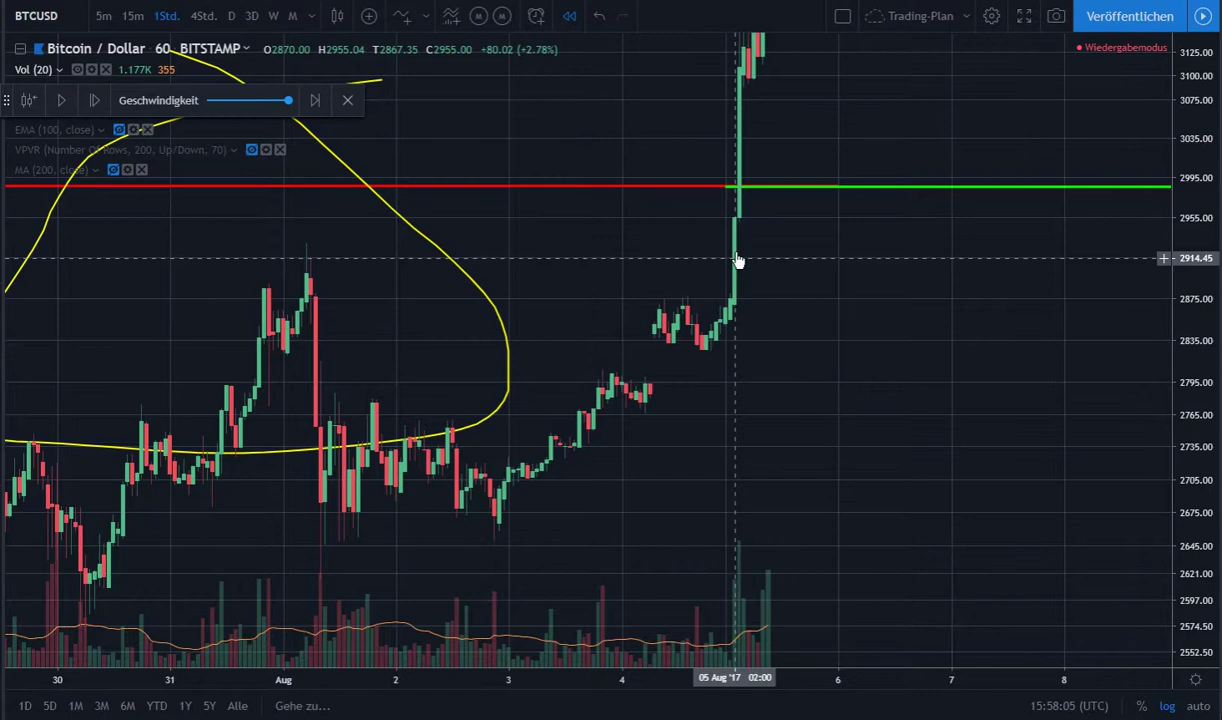 BTCUSD 5m 15m 1Std. 4Std. D 3D W M Trading-Plan Veröffentlichen
Bitcoin / Dollar 60 BITSTAMP O2870.00 H2955.04 T2867.35 C2955.00 +80.02 (+2.78%)
Wiedergabemodus
Vol (20) 1.177K 355
Geschwindigkeit
EMA (100, close)
VPVR (Number Of Rows, 200, Up/Down, 70)
MA (200, close)
3125.00
3100.00
3075.00
3035.00
2995.00
2955.00
2914.45
2875.00
2835.00
2795.00
2765.00
2735.00
2705.00
2675.00
2645.00
2621.00
2597.00
2574.50
2552.50
30 31 Aug 2 3 4 05 Aug '17 02:00 6 7 8
1D 5D 1M 3M 6M YTD 1Y 5Y Alle Gehe zu... 15:58:05 (UTC) % log auto